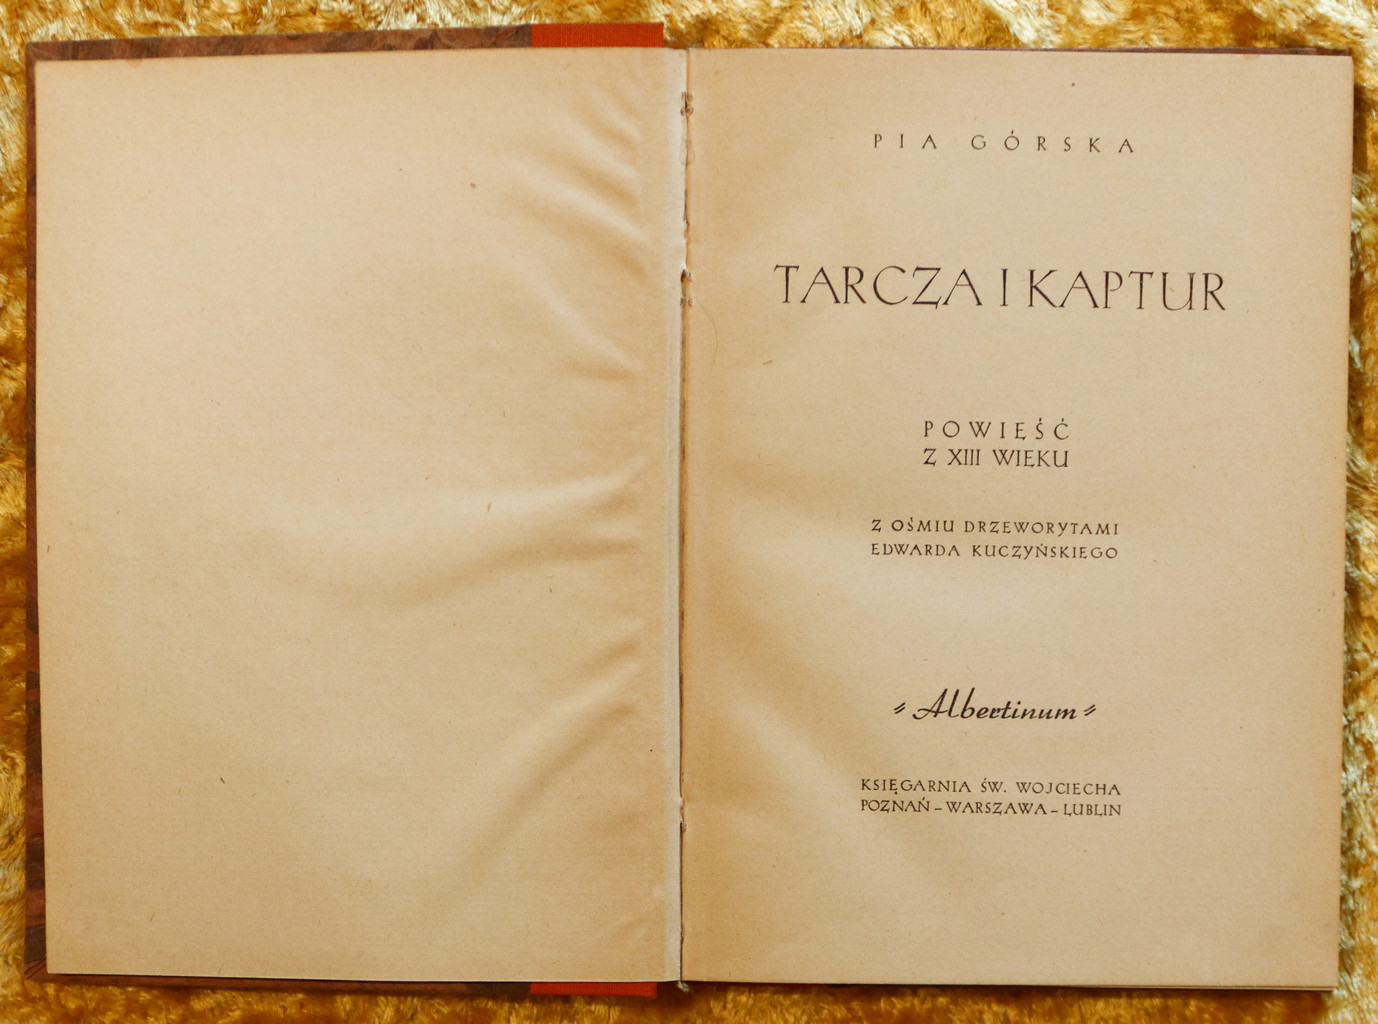 PIA GÓRSKA
TARCZA I KAPTUR
POWIEŚĆ
Z XIII WIEKU
Z OŚMIU DRZEWORYTAMI
EDWARDA KUCZYŃSKIEGO
"Albertinum"
KSIĘGARNIA ŚW. WOJCIECHA
POZNAŃ – WARSZAWA – LUBLIN